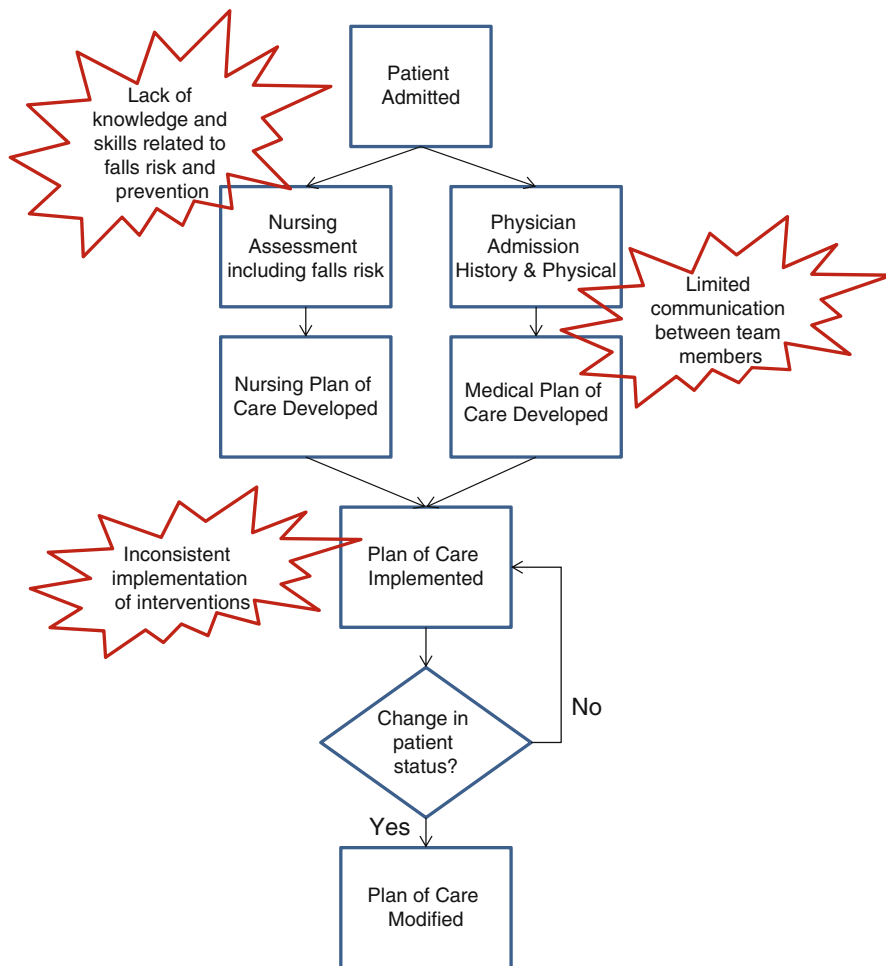 Patient
Admitted
Lack of
knowledge and
skills related to
falls risk and
prevention
Nursing
Assessment
including falls risk
Physician
Admission
History & Physical
Limited
communication
between team
members
Nursing Plan of
Care Developed
Medical Plan of
Care Developed
Inconsistent
implementation
of interventions
Plan of Care
Implemented
Change in
patient
status?
No
Yes
Plan of Care
Modified